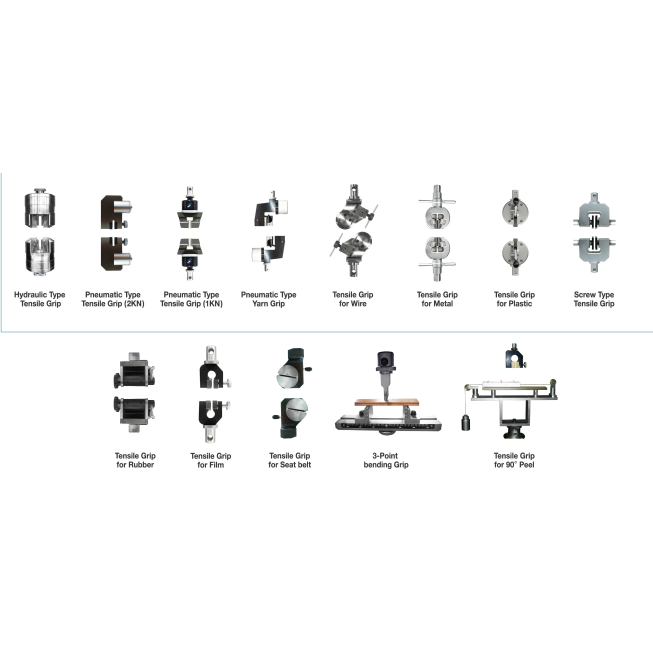 Hydraulic Type
Tensile Grip
Pneumatic Type
Tensile Grip (2KN)
Pneumatic Type
Tensile Grip (1KN)
Pneumatic Type
Yarn Grip
Tensile Grip
for Wire
Tensile Grip
for Metal
Tensile Grip
for Plastic
Screw Type
Tensile Grip
Tensile Grip
for Rubber
Tensile Grip
for Film
Tensile Grip
for Seat belt
3-Point
bending Grip
Tensile Grip
for 90° Peel